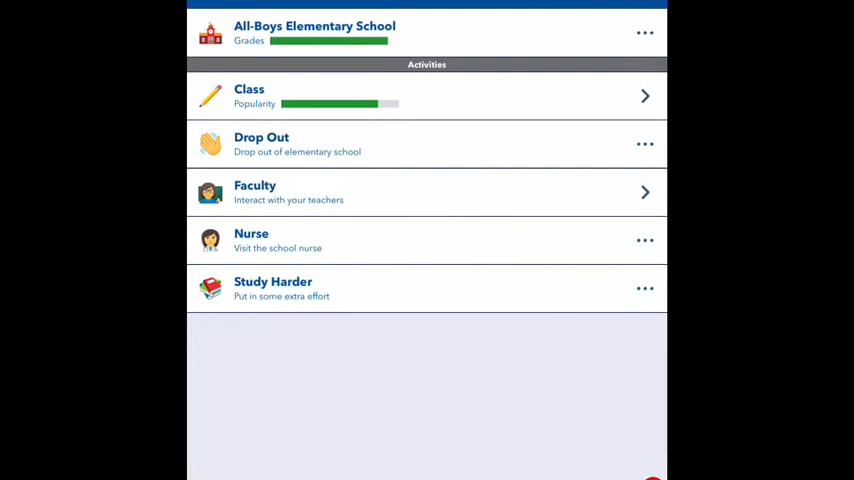 All-Boys Elementary School
Grades
Activities
Class
Popularity
Drop Out
Drop out of elementary school
Faculty
Interact with your teachers
Nurse
Visit the school nurse
Study Harder
Put in some extra effort